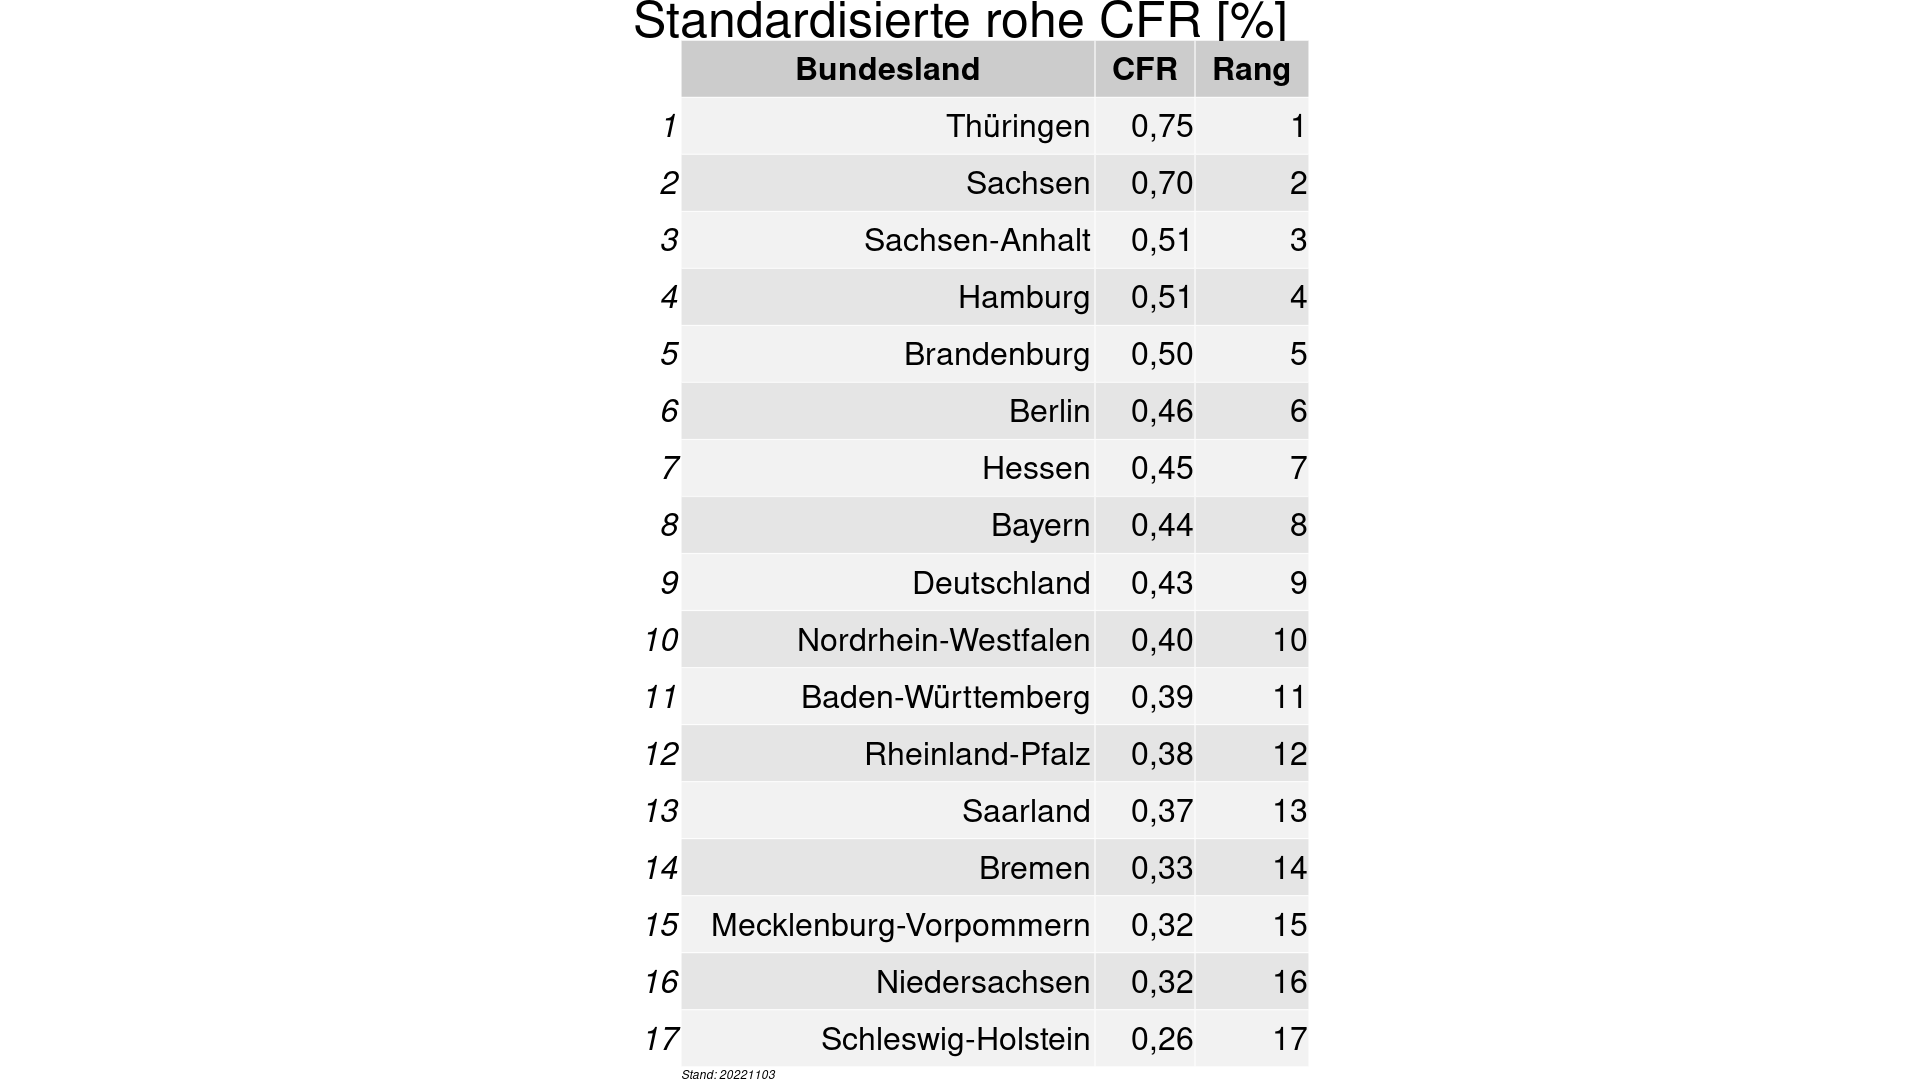 Standardisierte rohe CFR [%]
Bundesland CFR Rang
1 Thüringen 0,75 1
2 Sachsen 0,70 2
3 Sachsen-Anhalt 0,51 3
4 Hamburg 0,51 4
5 Brandenburg 0,50 5
6 Berlin 0,46 6
7 Hessen 0,45 7
8 Bayern 0,44 8
9 Deutschland 0,43 9
10 Nordrhein-Westfalen 0,40 10
11 Baden-Württemberg 0,39 11
12 Rheinland-Pfalz 0,38 12
13 Saarland 0,37 13
14 Bremen 0,33 14
15 Mecklenburg-Vorpommern 0,32 15
16 Niedersachsen 0,32 16
17 Schleswig-Holstein 0,26 17
Stand: 20221103